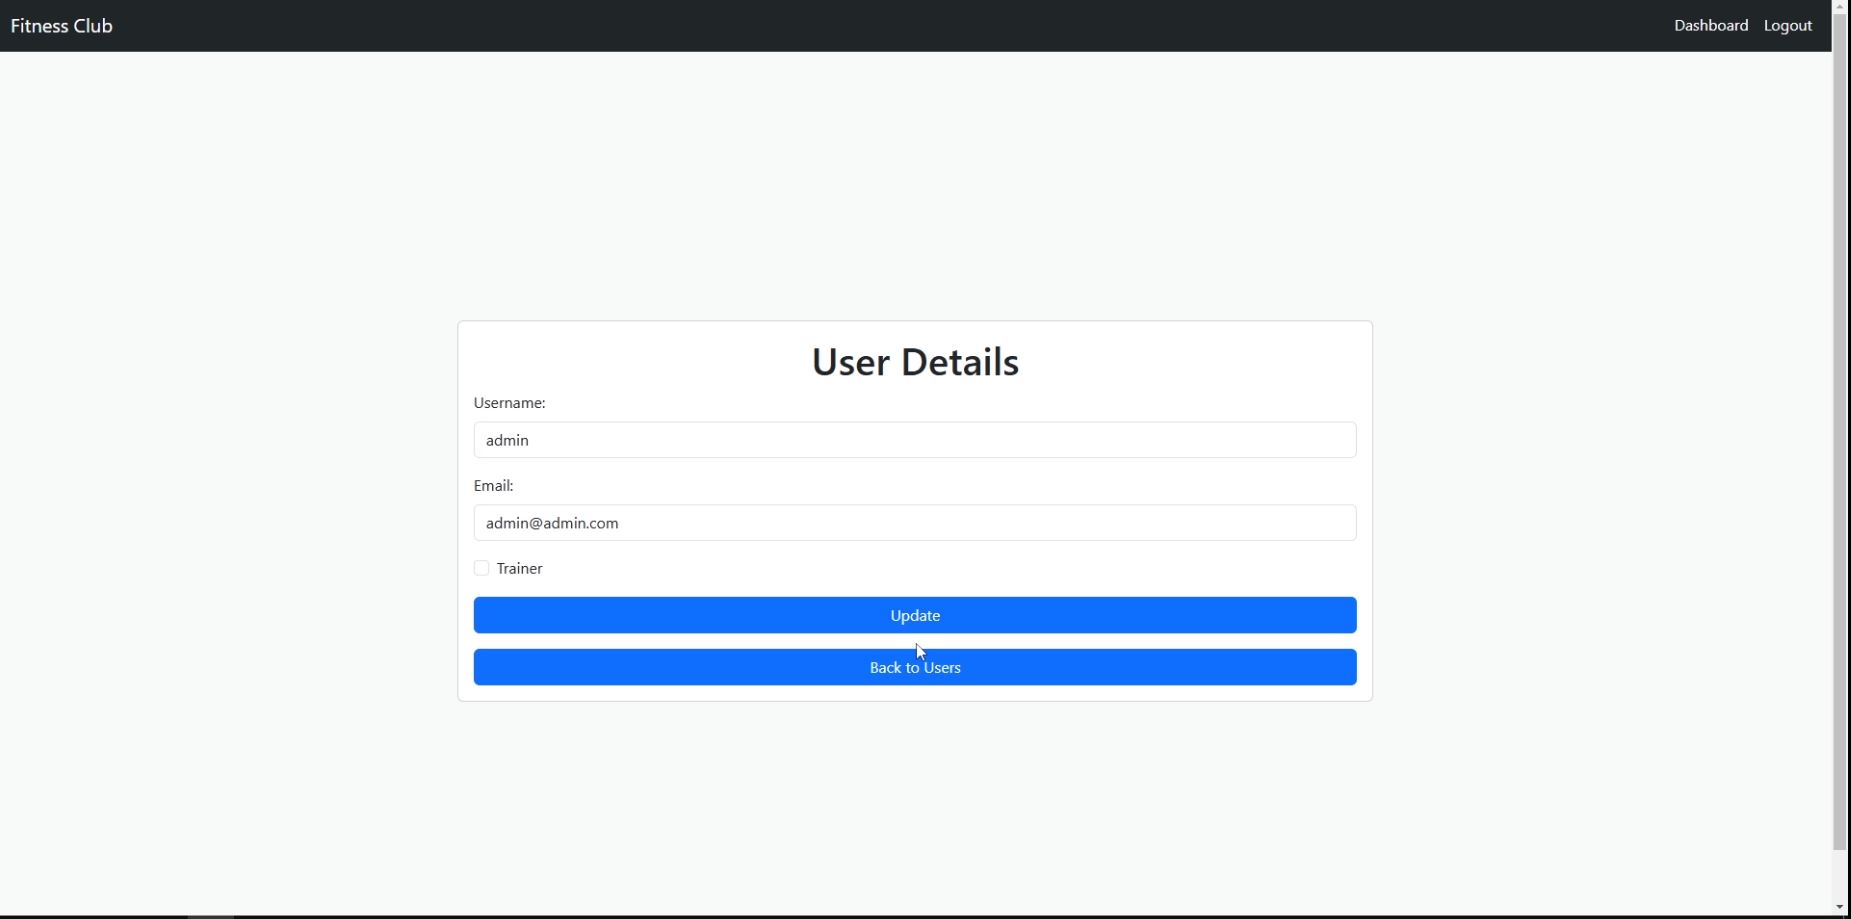 Fitness Club
Dashboard Logout
User Details
Username:
admin
Email:
admin@admin.com
Trainer
Update
Back to Users